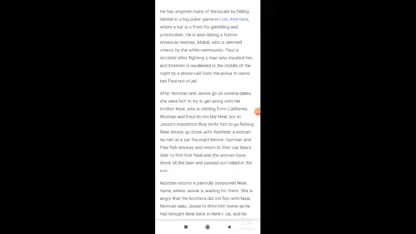 He has angered many of the locals by falling
behind in a big poker game in Lolo, Montana,
where a bar is a front for gambling and
prostitution. He is also dating a Native
American woman, Mabel, who is deemed
inferior by the white community. Paul is
arrested after fighting a man who insulted her,
and Norman is awakened in the middle of the
night by a phone call from the police to come
bail Paul out of jail.
After Norman and Jessie go on several dates,
she asks him to try to get along with her
brother Neal, who is visiting from California.
Norman and Paul do not like Neal, but at
Jessie's insistence they invite him to go fishing.
Neal shows up drunk with Rawhide, a woman
he met at a bar the night before. Norman and
Paul fish anyway and return to their car hours
later to find that Neal and the woman have
drunk all the beer and passed out naked in the
sun.
Norman returns a painfully sunburned Neal
home, where Jessie is waiting for them. She is
angry that the brothers did not fish with Neal.
Norman asks Jessie to drive him home as he
had brought Neal back in Neal's car, and he